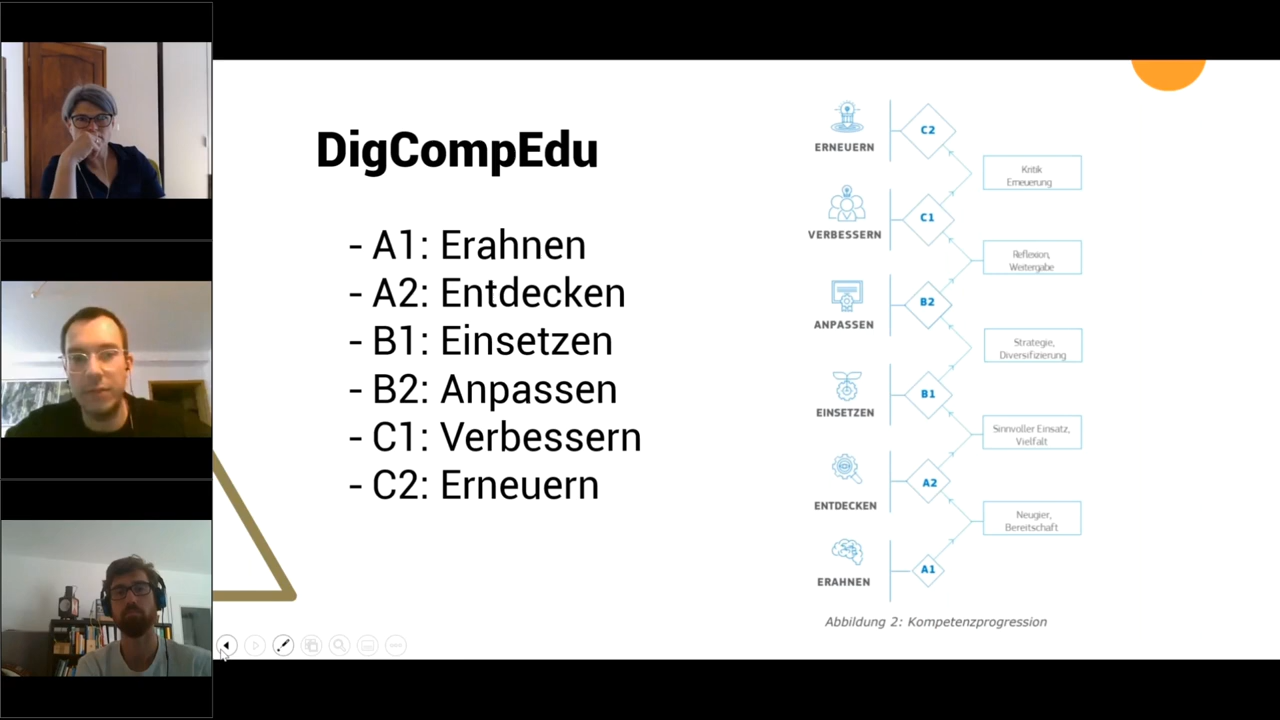 DigCompEdu
- A1: Erahnen
- A2: Entdecken
- B1: Einsetzen
- B2: Anpassen
- C1: Verbessern
- C2: Erneuern
ERNEUERN
C2
Kritik
Erneuerung
VERBESSERN
C1
Reflexion,
Weitergabe
ANPASSEN
B2
Strategie,
Diversifizierung
EINSETZEN
B1
Sinnvoller Einsatz,
Vielfalt
ENTDECKEN
A2
Neugier,
Bereitschaft
ERAHNEN
A1
Abbildung 2: Kompetenzprogression